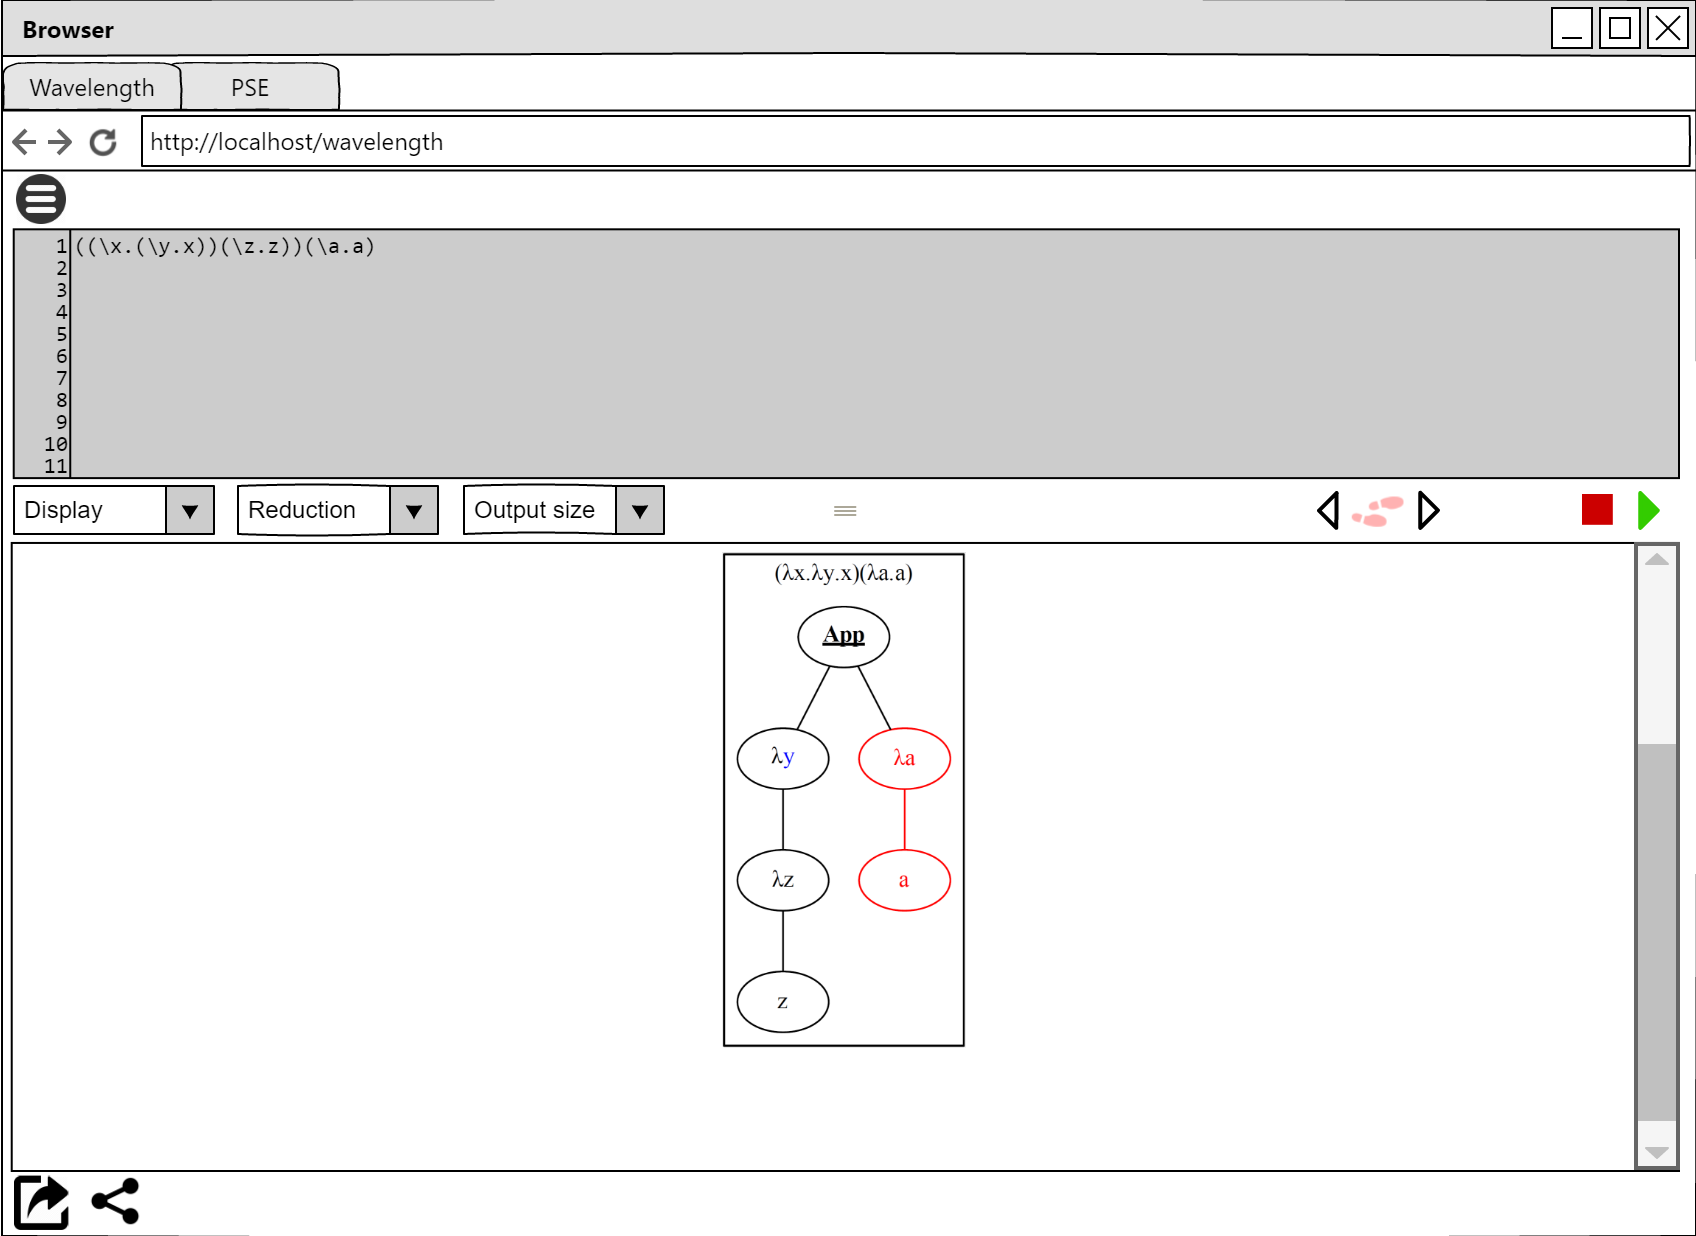 Browser
Wavelength PSE
http://localhost/wavelength
1 ((\x.(\y.x))(\z.z))(\a.a)
2
3
4
5
6
7
8
9
10
11
Display Reduction Output size
(λx.λy.x)(λa.a)
App
λy λa
λz a
z